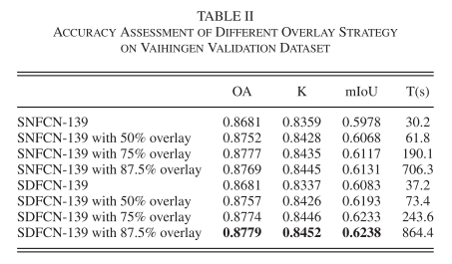 TABLE II
ACCURACY ASSESSMENT OF DIFFERENT OVERLAY STRATEGY
ON VAIHINGEN VALIDATION DATASET
OA K mIoU T(s)
SNFCN-139 0.8681 0.8359 0.5978 30.2
SNFCN-139 with 50% overlay 0.8752 0.8428 0.6068 61.8
SNFCN-139 with 75% overlay 0.8777 0.8435 0.6117 190.1
SNFCN-139 with 87.5% overlay 0.8769 0.8445 0.6131 706.3
SDFCN-139 0.8681 0.8337 0.6083 37.2
SDFCN-139 with 50% overlay 0.8757 0.8426 0.6193 73.4
SDFCN-139 with 75% overlay 0.8774 0.8446 0.6233 243.6
SDFCN-139 with 87.5% overlay 0.8779 0.8452 0.6238 864.4